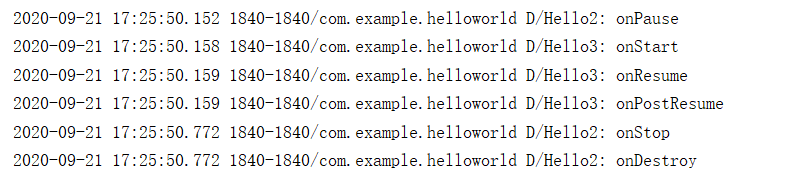 2020-09-21 17:25:50.152 1840-1840/com.example.helloworld D/Hello2: onPause
2020-09-21 17:25:50.158 1840-1840/com.example.helloworld D/Hello3: onStart
2020-09-21 17:25:50.159 1840-1840/com.example.helloworld D/Hello3: onResume
2020-09-21 17:25:50.159 1840-1840/com.example.helloworld D/Hello3: onPostResume
2020-09-21 17:25:50.772 1840-1840/com.example.helloworld D/Hello2: onStop
2020-09-21 17:25:50.772 1840-1840/com.example.helloworld D/Hello2: onDestroy